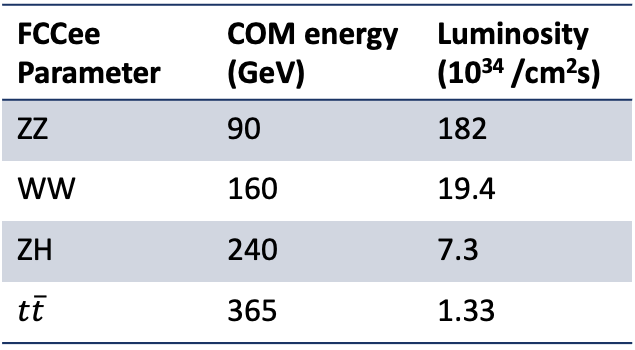 FCCee Parameter COM energy (GeV) Luminosity (10³⁴ /cm²s)
ZZ 90 182
WW 160 19.4
ZH 240 7.3
tt̄ 365 1.33